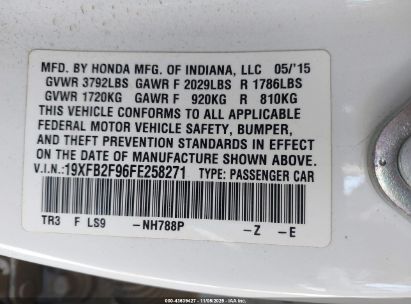 MFD. BY HONDA MFG. OF INDIANA, LLC 05/'15
GVWR 3792LBS GAWR F 2029LBS R 1786LBS
GVWR 1720KG GAWR F 920KG R 810KG
THIS VEHICLE CONFORMS TO ALL APPLICABLE
FEDERAL MOTOR VEHICLE SAFETY, BUMPER,
AND THEFT PREVENTION STANDARDS IN EFFECT
ON THE DATE OF MANUFACTURE SHOWN ABOVE.
V.I.N.:19XFB2F96FE258271 TYPE: PASSENGER CAR
TR3 F LS9 -NH788P -Z -E